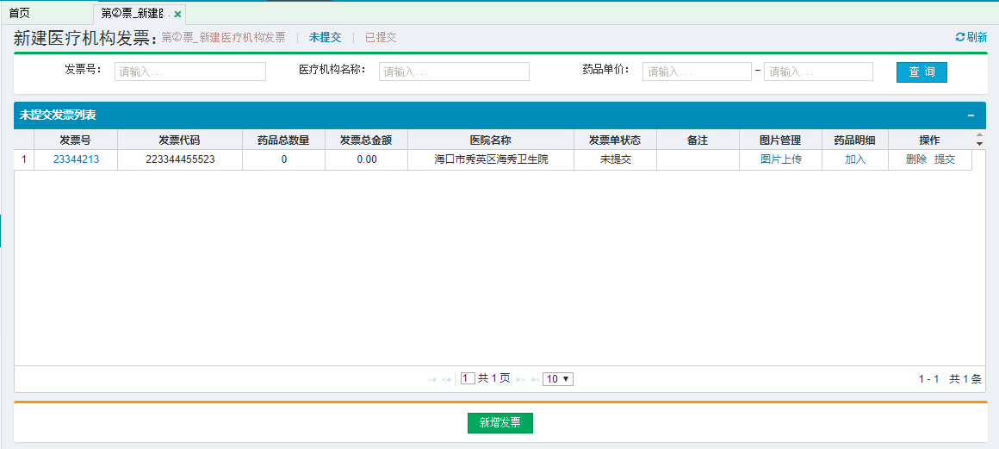 首页 第②票_新建...
新建医疗机构发票： 第②票_新建医疗机构发票 | 未提交 | 已提交 刷新
发票号： 请输入... 医疗机构名称： 请输入... 药品单价： 请输入... - 请输入... 查 询
未提交发票列表
发票号 发票代码 药品总数量 发票总金额 医院名称 发票单状态 备注 图片管理 药品明细 操作
1 23344213 223344455523 0 0.00 海口市秀英区海秀卫生院 未提交 图片上传 加入 删除 提交
1 共 1 页 10 1 - 1 共 1 条
新增发票